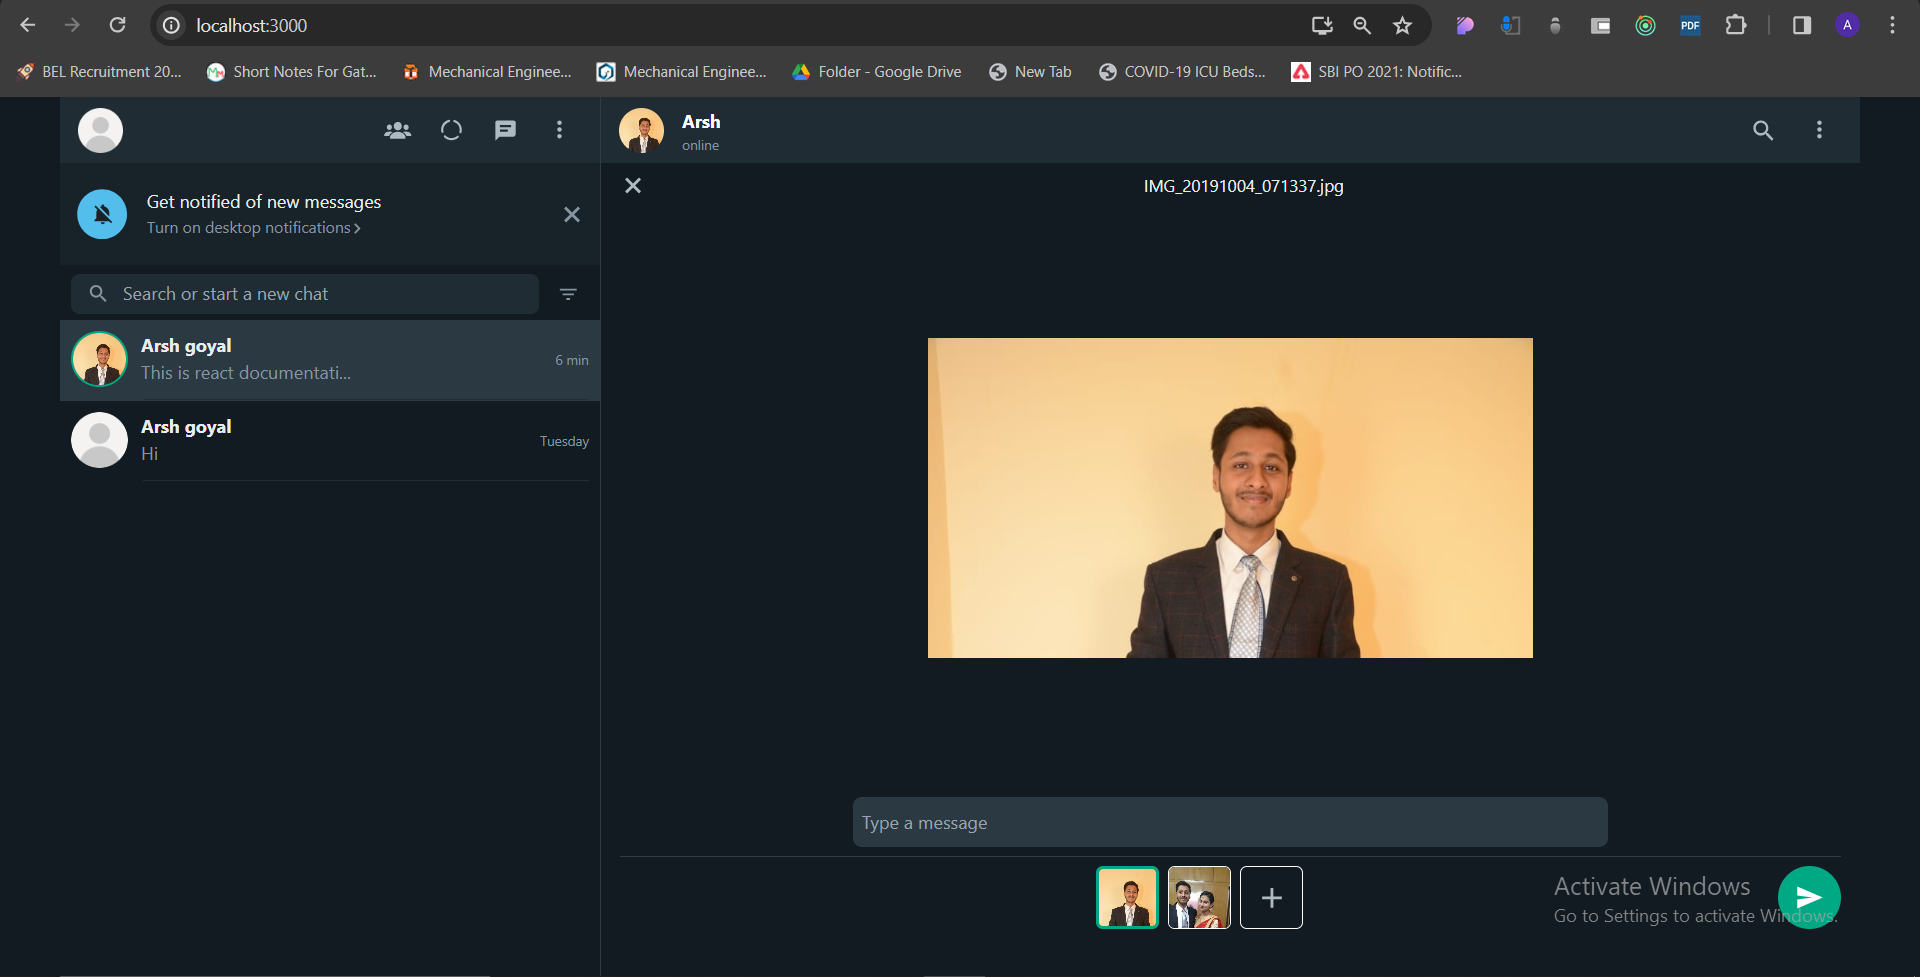 localhost:3000
BEL Recruitment 20...
Short Notes For Gat...
Mechanical Enginee...
Mechanical Enginee...
Folder - Google Drive
New Tab
COVID-19 ICU Beds...
SBI PO 2021: Notific...
PDF
A
Get notified of new messages
Turn on desktop notifications
Search or start a new chat
Arsh goyal
6 min
This is react documentati...
Arsh goyal
Tuesday
Hi
Arsh
online
IMG_20191004_071337.jpg
Type a message
Activate Windows
Go to Settings to activate Windows.